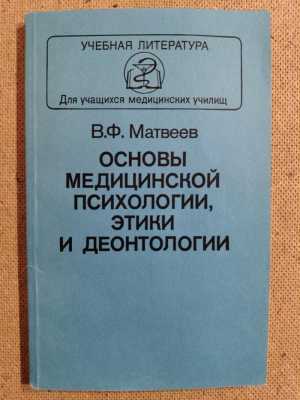 УЧЕБНАЯ ЛИТЕРАТУРА
Для учащихся медицинских училищ
В.Ф. Матвеев
ОСНОВЫ
МЕДИЦИНСКОЙ
ПСИХОЛОГИИ,
ЭТИКИ
И ДЕОНТОЛОГИИ